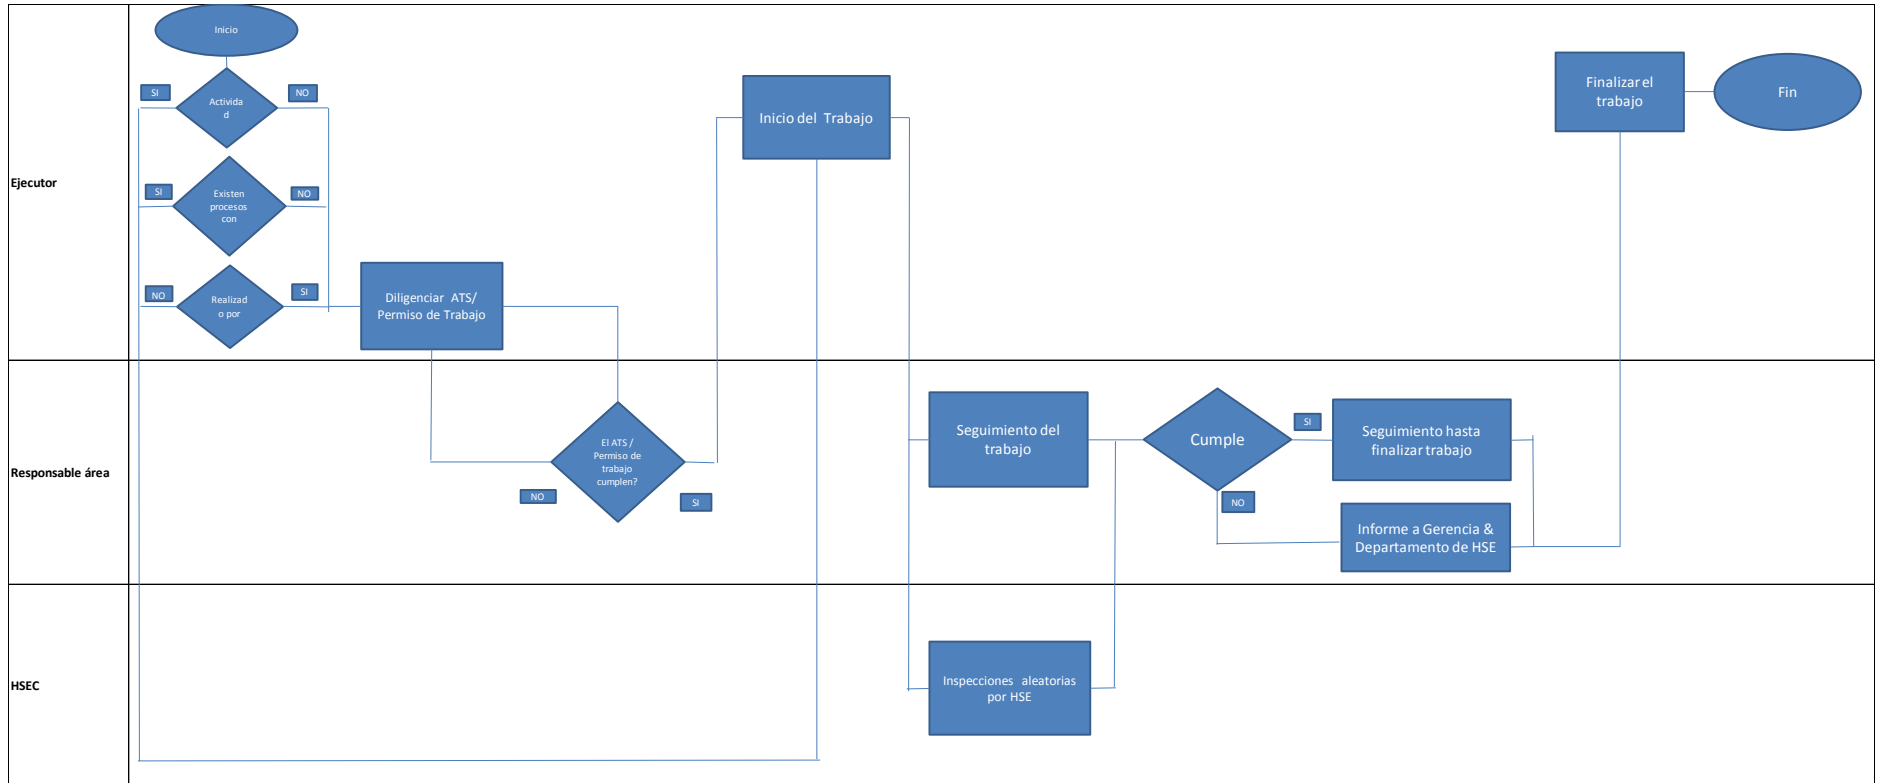 Ejecutor
Inicio
SI
NO
Activida
d
SI
NO
Existen
procesos
con
NO
SI
Realizad
o por
Diligenciar ATS/
Permiso de Trabajo
Inicio del Trabajo
Finalizar el
trabajo
Fin
Responsable área
El ATS /
Permiso de
trabajo
cumplen?
NO
SI
Seguimiento del
trabajo
Cumple
SI
NO
Seguimiento hasta
finalizar trabajo
Informe a Gerencia &
Departamento de HSE
HSEC
Inspecciones aleatorias
por HSE